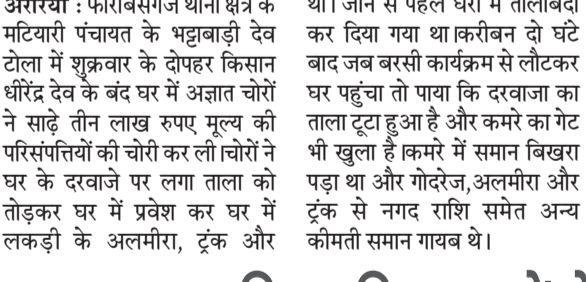 अररिया : फारबिसगंज थाना क्षेत्र के
मटियारी पंचायत के भट्टाबाड़ी देव
टोला में शुक्रवार के दोपहर किसान
धीरेंद्र देव के बंद घर में अज्ञात चोरों
ने साढ़े तीन लाख रुपए मूल्य की
परिसंपत्तियों की चोरी कर ली।चोरों ने
घर के दरवाजे पर लगा ताला को
तोड़कर घर में प्रवेश कर घर में
लकड़ी के अलमीरा, ट्रंक और
था। जाने से पहले घरों में तालाबंदी
कर दिया गया था।करीबन दो घंटे
बाद जब बरसी कार्यक्रम से लौटकर
घर पहुंचा तो पाया कि दरवाजा का
ताला टूटा हुआ है और कमरे का गेट
भी खुला है।कमरे में समान बिखरा
पड़ा था और गोदरेज,अलमीरा और
ट्रंक से नगद राशि समेत अन्य
कीमती समान गायब थे।